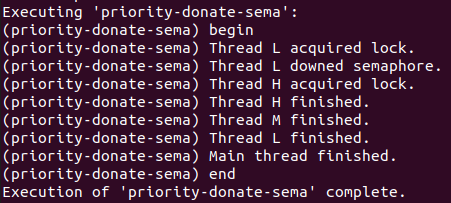 Executing 'priority-donate-sema':
(priority-donate-sema) begin
(priority-donate-sema) Thread L acquired lock.
(priority-donate-sema) Thread L downed semaphore.
(priority-donate-sema) Thread H acquired lock.
(priority-donate-sema) Thread H finished.
(priority-donate-sema) Thread M finished.
(priority-donate-sema) Thread L finished.
(priority-donate-sema) Main thread finished.
(priority-donate-sema) end
Execution of 'priority-donate-sema' complete.